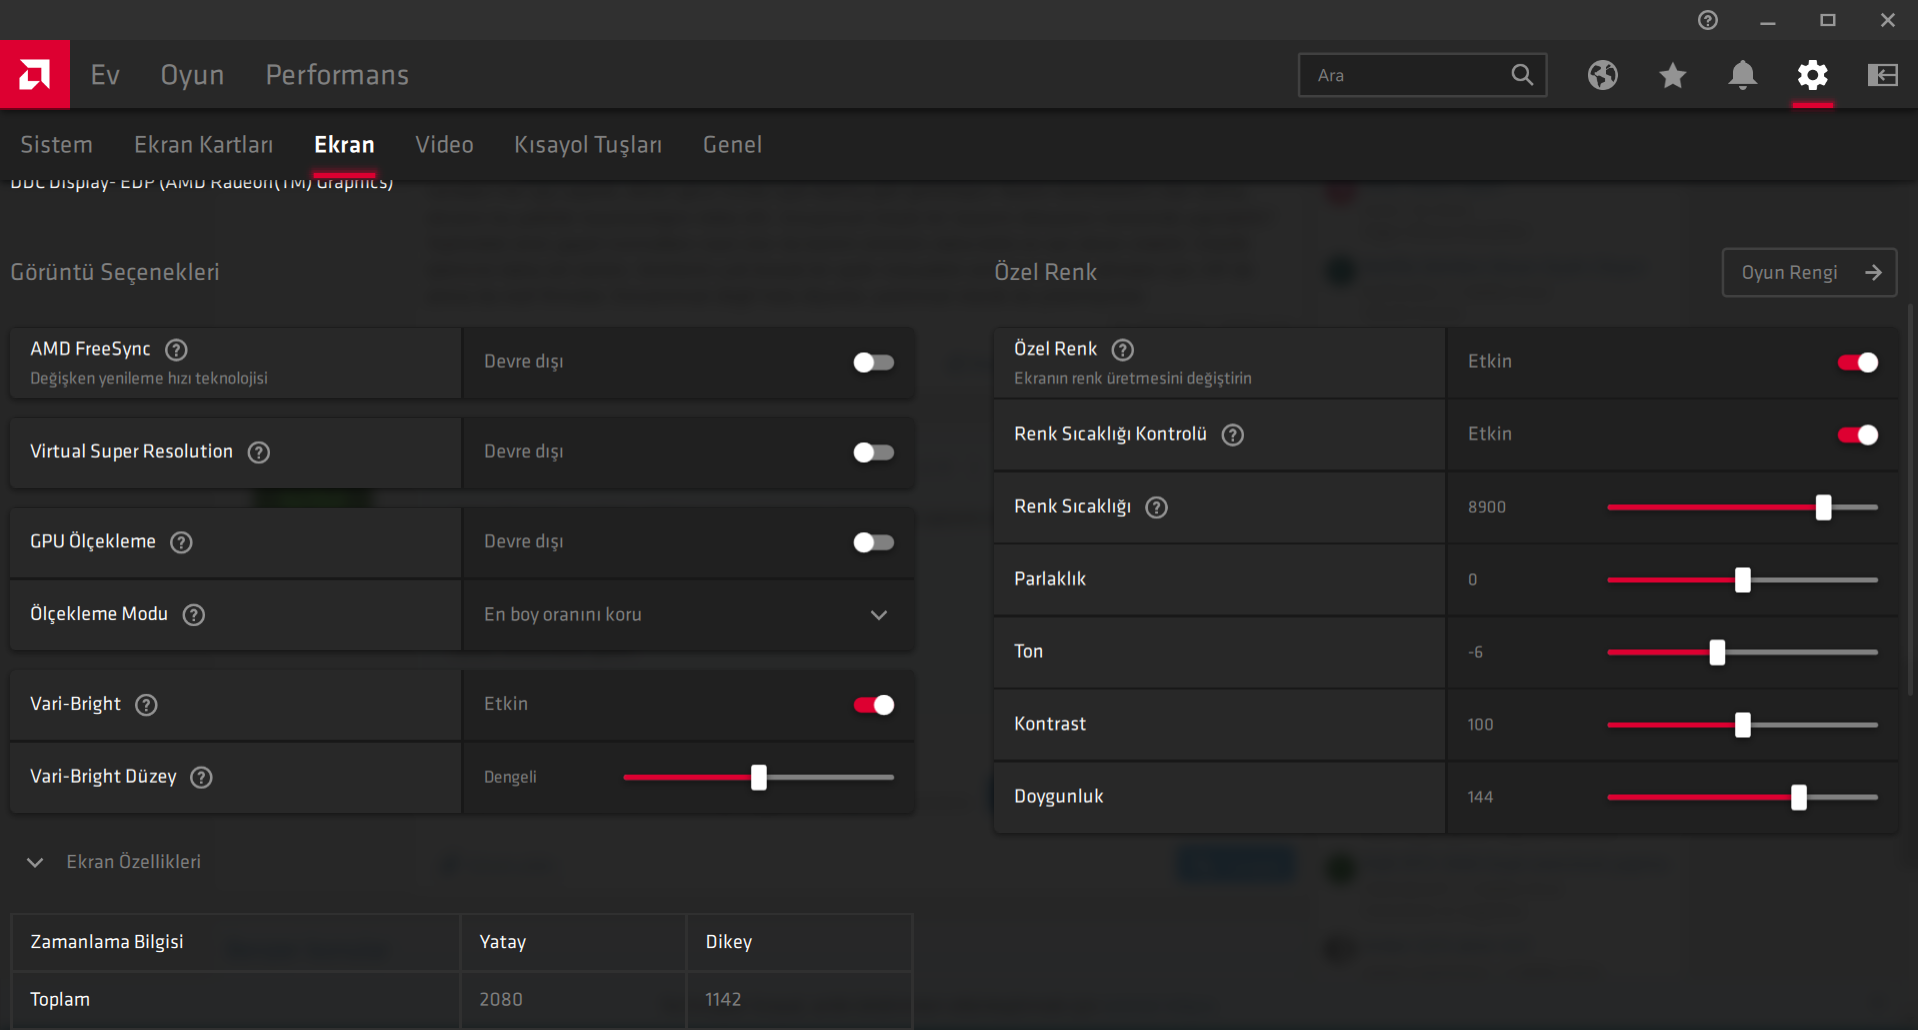 Ev
Oyun
Performans
Ara
Sistem
Ekran Kartları
Ekran
Video
Kısayol Tuşları
Genel
DDC Display- EDP (AMD Radeon(TM) Graphics)
Görüntü Seçenekleri
AMD FreeSync
Değişken yenileme hızı teknolojisi
Devre dışı
Virtual Super Resolution
Devre dışı
GPU Ölçekleme
Devre dışı
Ölçekleme Modu
En boy oranını koru
Vari-Bright
Etkin
Vari-Bright Düzey
Dengeli
Ekran Özellikleri
Zamanlama Bilgisi
Yatay
Dikey
Toplam
2080
1142
Özel Renk
Oyun Rengi
Özel Renk
Ekranın renk üretmesini değiştirin
Etkin
Renk Sıcaklığı Kontrolü
Etkin
Renk Sıcaklığı
8900
Parlaklık
0
Ton
-6
Kontrast
100
Doygunluk
144